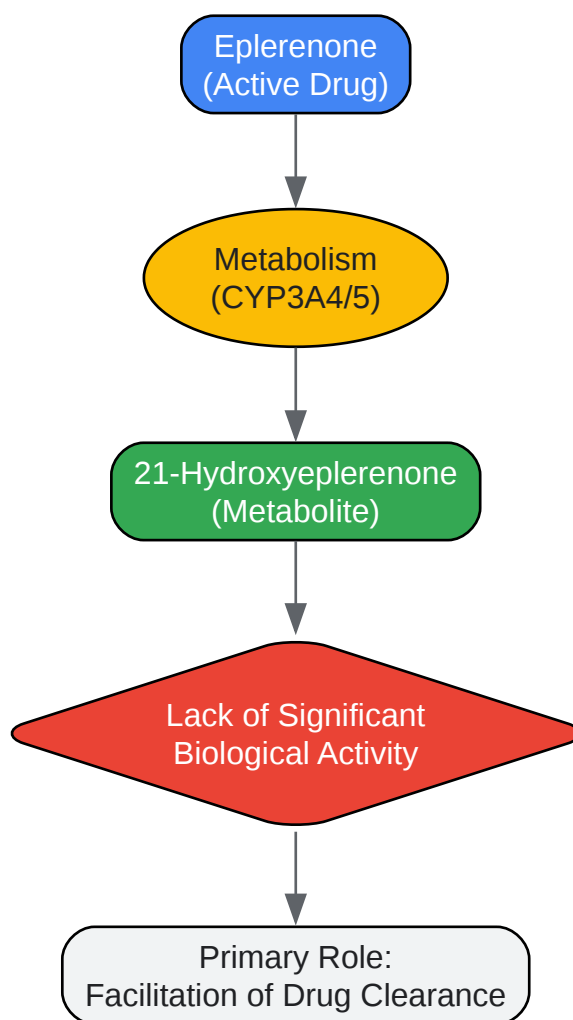 Eplerenone
(Active Drug)
Metabolism
(CYP3A4/5)
21-Hydroxyeplerenone
(Metabolite)
Lack of Significant
Biological Activity
Primary Role:
Facilitation of Drug Clearance